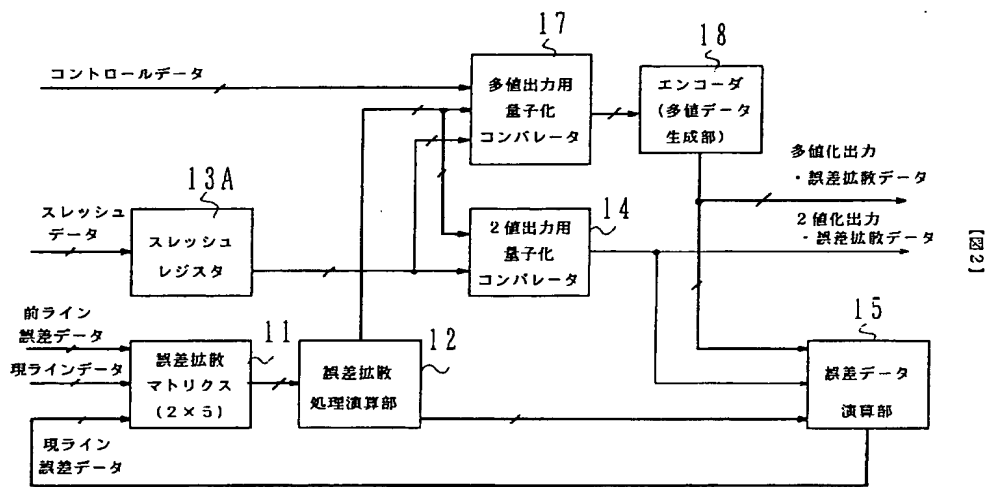 17
18
コントロールデータ
多値出力用
量子化
コンパレータ
エンコーダ
(多値データ
生成部)
多値化出力
・誤差拡散データ
13A
スレッシュ
データ
スレッシュ
レジスタ
2値出力用
量子化
コンパレータ
14
2値化出力
・誤差拡散データ
【図2】
前ライン
誤差データ
現ラインデータ
11
誤差拡散
マトリクス
(2×5)
12
誤差拡散
処理演算部
15
誤差データ
演算部
現ライン
誤差データ